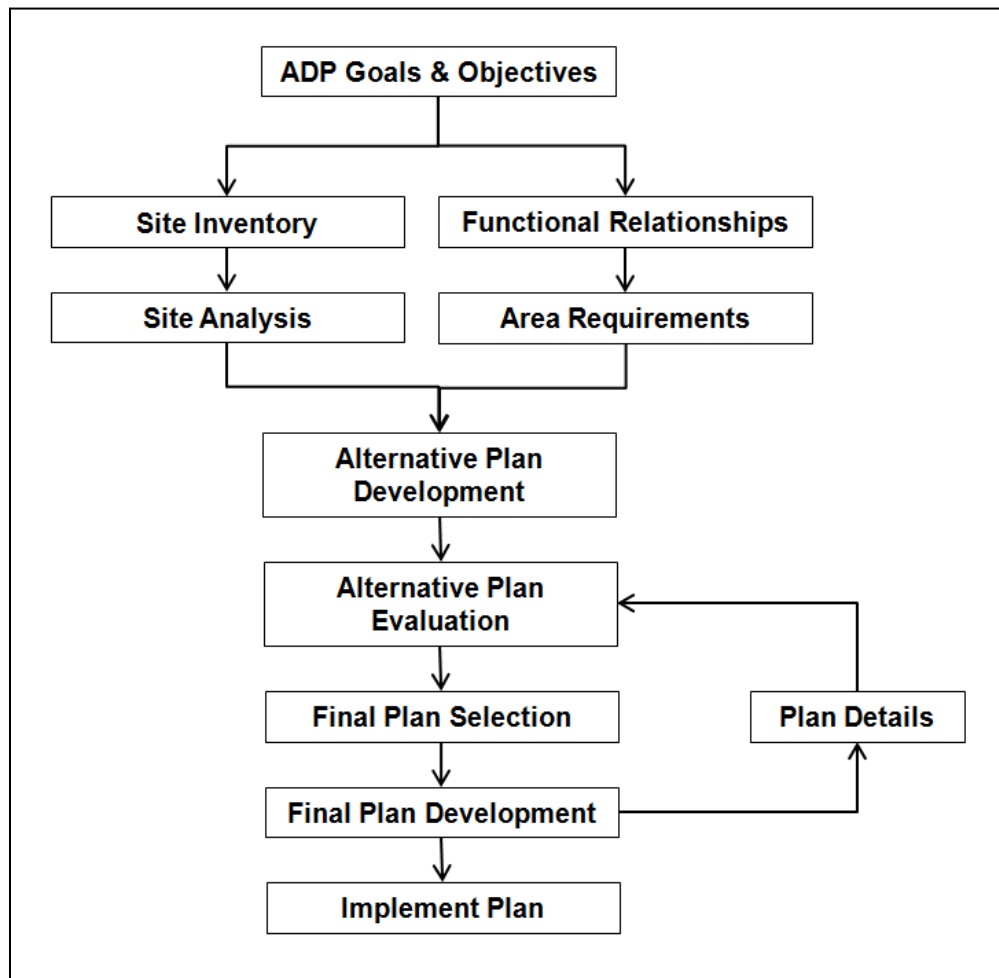 ADP Goals & Objectives
Site Inventory
Functional Relationships
Site Analysis
Area Requirements
Alternative Plan
Development
Alternative Plan
Evaluation
Final Plan Selection
Plan Details
Final Plan Development
Implement Plan